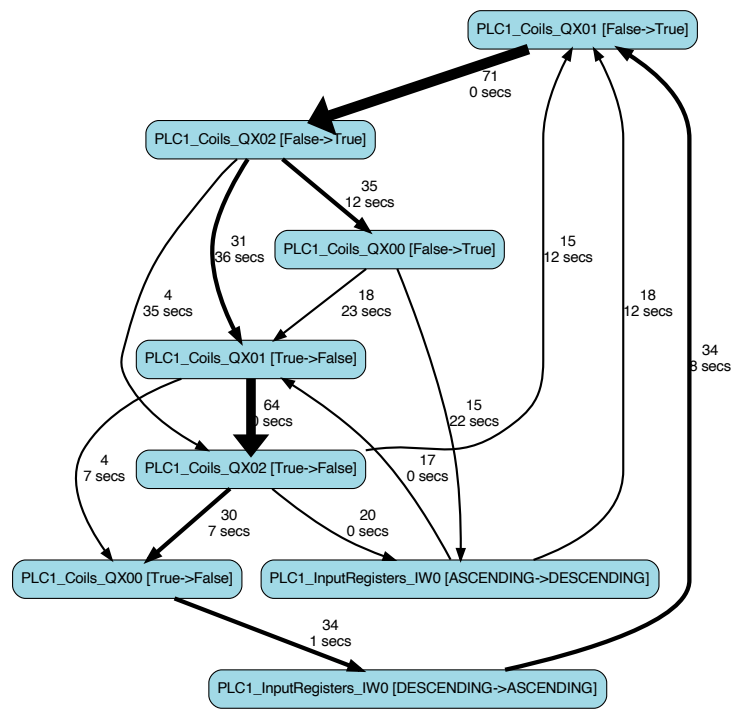 PLC1_Coils_QX01 [False->True]
71
0 secs
PLC1_Coils_QX02 [False->True]
35
12 secs
31
36 secs
PLC1_Coils_QX00 [False->True]
15
12 secs
4
35 secs
18
23 secs
18
12 secs
PLC1_Coils_QX01 [True->False]
34
8 secs
64
0 secs
15
22 secs
4
7 secs
PLC1_Coils_QX02 [True->False]
17
0 secs
30
7 secs
20
0 secs
PLC1_Coils_QX00 [True->False]
PLC1_InputRegisters_IW0 [ASCENDING->DESCENDING]
34
1 secs
PLC1_InputRegisters_IW0 [DESCENDING->ASCENDING]